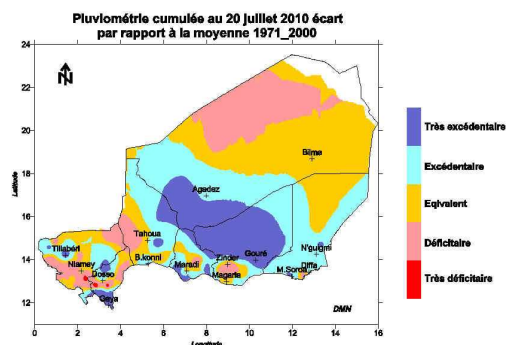 Pluviométrie cumulée au 20 juillet 2010 écart
par rapport à la moyenne 1971_2000
24
22
20
18
16
14
12
Latitude
N
Bilma
Agadez
Tahoua
Tillabéri
Niamey
Dosso
Gaya
B.konni
Maradi
Zinder
Magaria
Gouré
N'guigmi
Diffa
M.Soroa
DMN
0 2 4 6 8 10 12 14 16
Longitude
Très excédentaire
Excédentaire
Eqivalent
Déficitaire
Très déficitaire